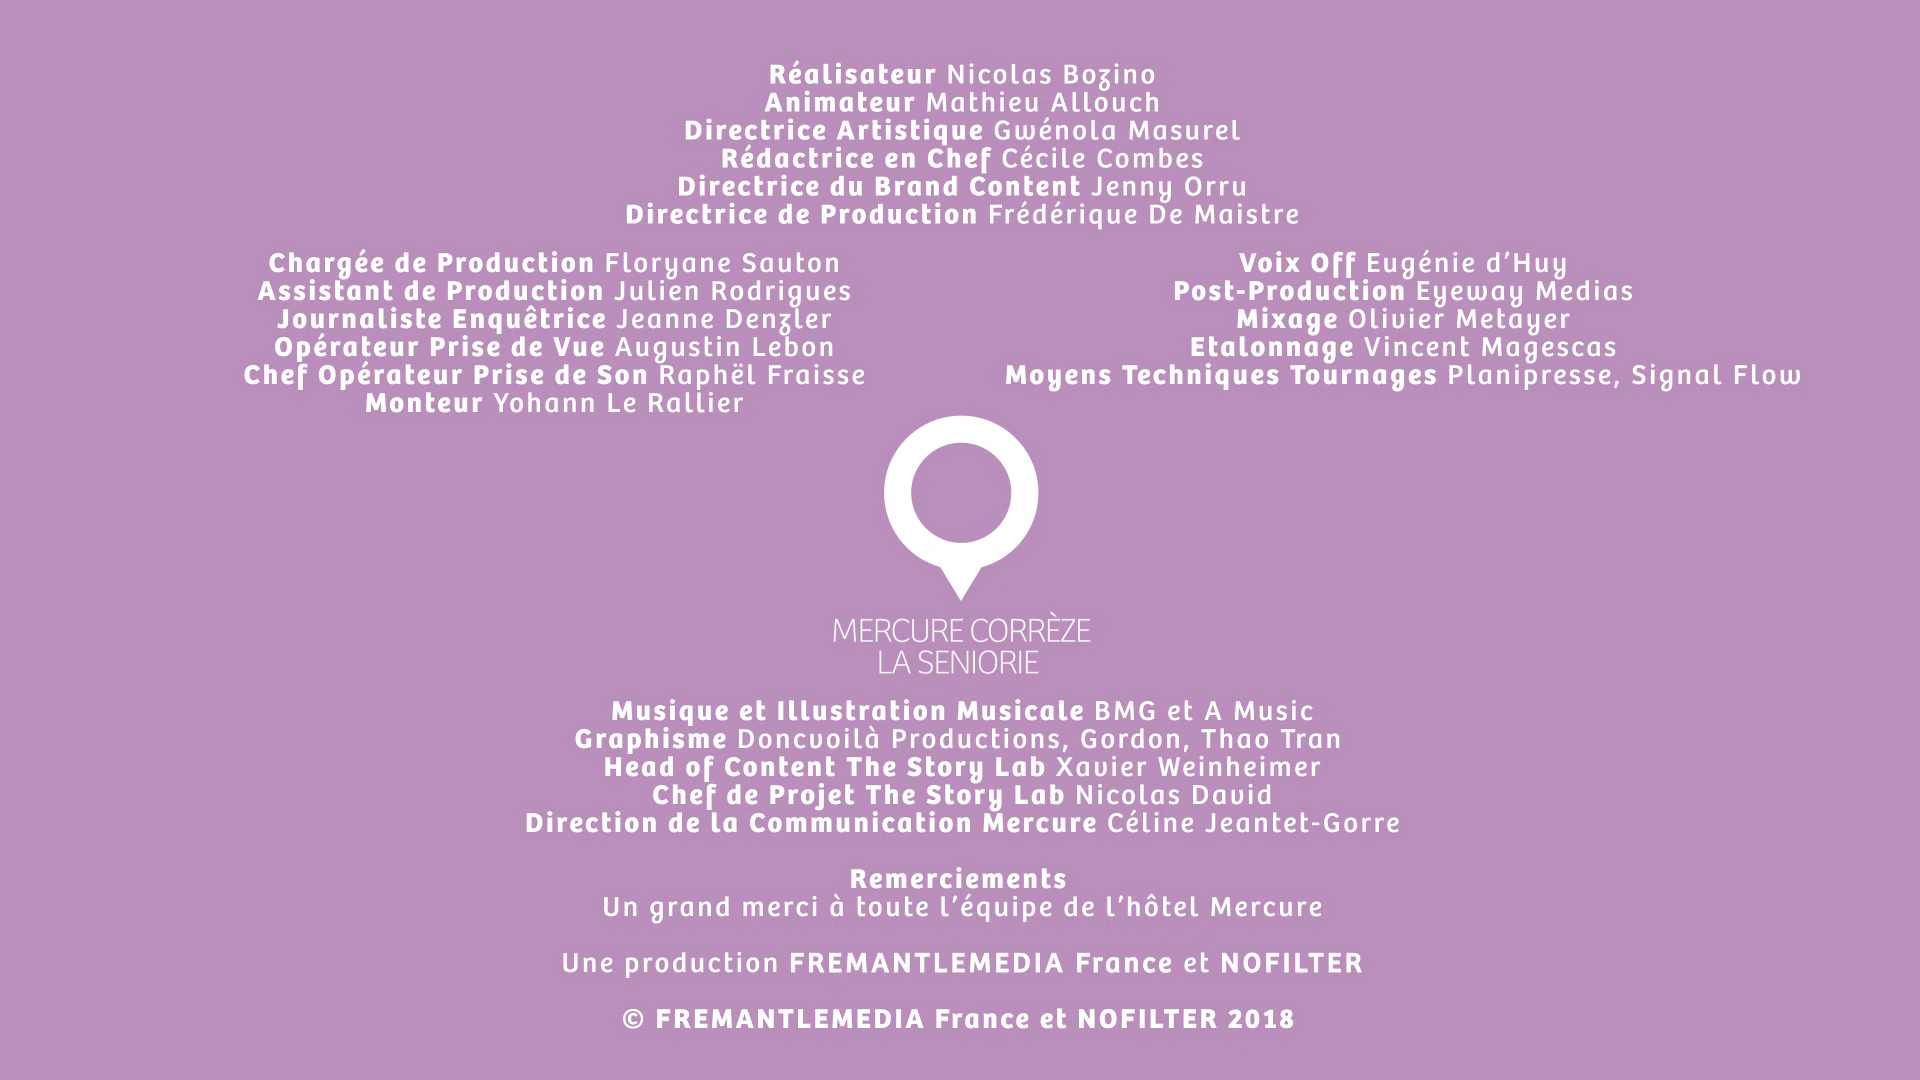 Réalisateur Nicolas Bozino
Animateur Mathieu Allouch
Directrice Artistique Gwénola Masurel
Rédactrice en Chef Cécile Combes
Directrice du Brand Content Jenny Orru
Directrice de Production Frédérique De Maistre
Chargée de Production Floryane Sauton
Assistant de Production Julien Rodrigues
Journaliste Enquêtrice Jeanne Denzler
Opérateur Prise de Vue Augustin Lebon
Chef Opérateur Prise de Son Raphël Fraisse
Monteur Yohann Le Rallier
Voix Off Eugénie d’Huy
Post-Production Eyeway Medias
Mixage Olivier Metayer
Etalonnage Vincent Magescas
Moyens Techniques Tournages Planipresse, Signal Flow
MERCURE CORRÈZE
LA SENIORIE
Musique et Illustration Musicale BMG et A Music
Graphisme Doncvoilà Productions, Gordon, Thao Tran
Head of Content The Story Lab Xavier Weinheimer
Chef de Projet The Story Lab Nicolas David
Direction de la Communication Mercure Céline Jeantet-Gorre
Remerciements
Un grand merci à toute l’équipe de l’hôtel Mercure
Une production FREMANTLEMEDIA France et NOFILTER
© FREMANTLEMEDIA France et NOFILTER 2018